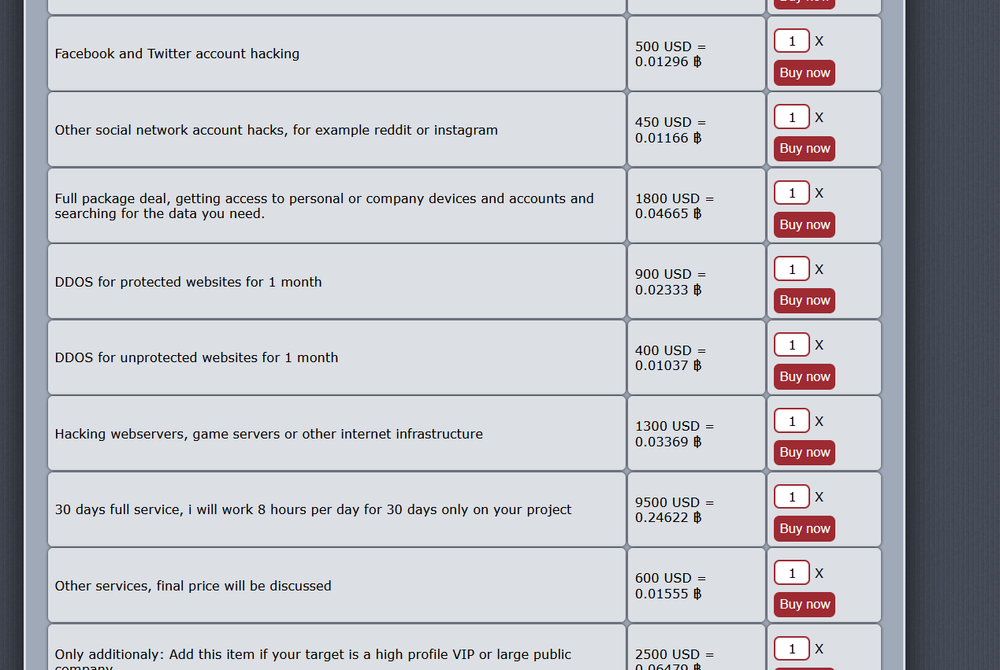 Buy now
Facebook and Twitter account hacking
500 USD =
0.01296 ฿
1 X
Buy now
Other social network account hacks, for example reddit or instagram
450 USD =
0.01166 ฿
1 X
Buy now
Full package deal, getting access to personal or company devices and accounts and
searching for the data you need.
1800 USD =
0.04665 ฿
1 X
Buy now
DDOS for protected websites for 1 month
900 USD =
0.02333 ฿
1 X
Buy now
DDOS for unprotected websites for 1 month
400 USD =
0.01037 ฿
1 X
Buy now
Hacking webservers, game servers or other internet infrastructure
1300 USD =
0.03369 ฿
1 X
Buy now
30 days full service, i will work 8 hours per day for 30 days only on your project
9500 USD =
0.24622 ฿
1 X
Buy now
Other services, final price will be discussed
600 USD =
0.01555 ฿
1 X
Buy now
Only additionaly: Add this item if your target is a high profile VIP or large public
company
2500 USD =
0.06479 ฿
1 X